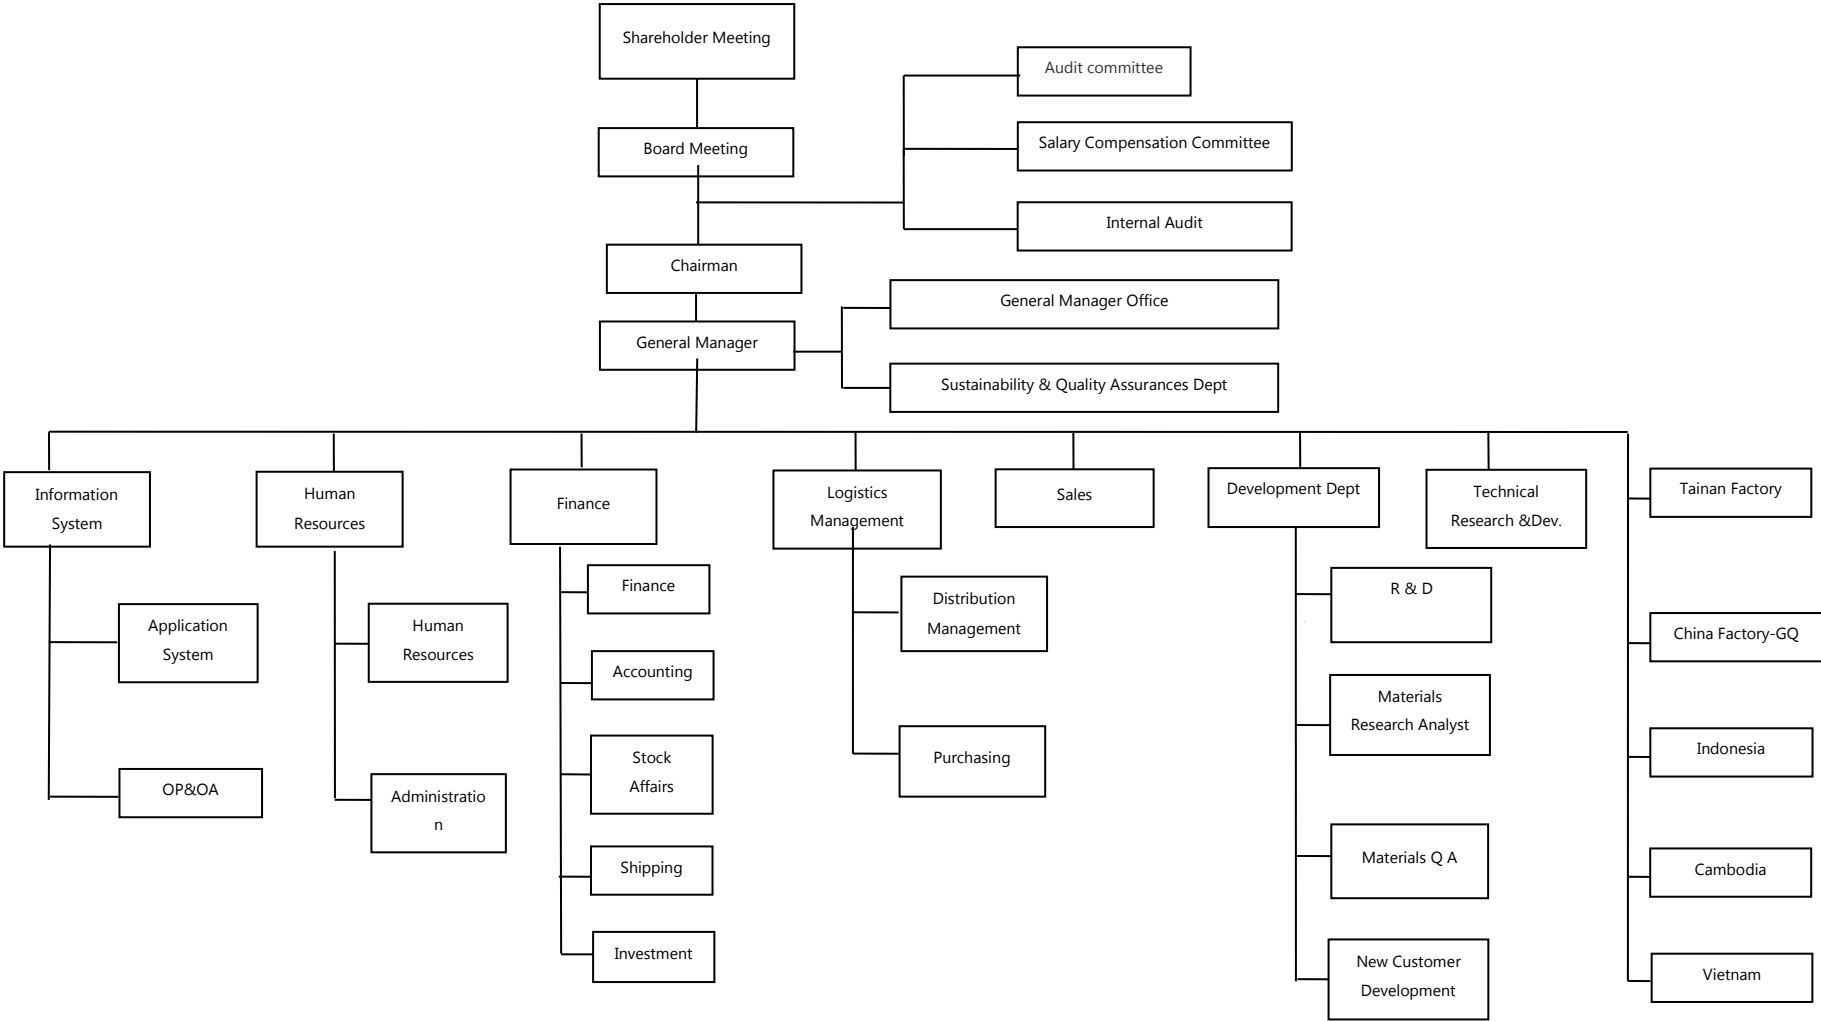 Shareholder Meeting
Audit committee
Board Meeting
Salary Compensation Committee
Internal Audit
Chairman
General Manager Office
General Manager
Sustainability & Quality Assurances Dept
Information
System
Human
Resources
Finance
Logistics
Management
Sales
Development Dept
Technical
Research &Dev.
Tainan Factory
Application
System
OP&OA
Human
Resources
Administratio
n
Finance
Accounting
Stock
Affairs
Shipping
Investment
Distribution
Management
Purchasing
R & D
Materials
Research Analyst
Materials Q A
New Customer
Development
China Factory-GQ
Indonesia
Cambodia
Vietnam